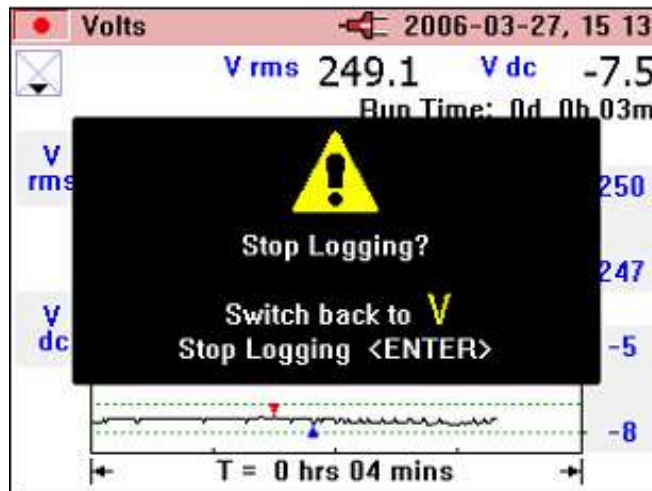 Volts 2006-03-27, 15 13
V rms 249.1 V dc -7.5
Run Time: 0d 0h 03m
V
rms
250
Stop Logging?
247
Switch back to V
V
dc
Stop Logging <ENTER>
-5
-8
T = 0 hrs 04 mins